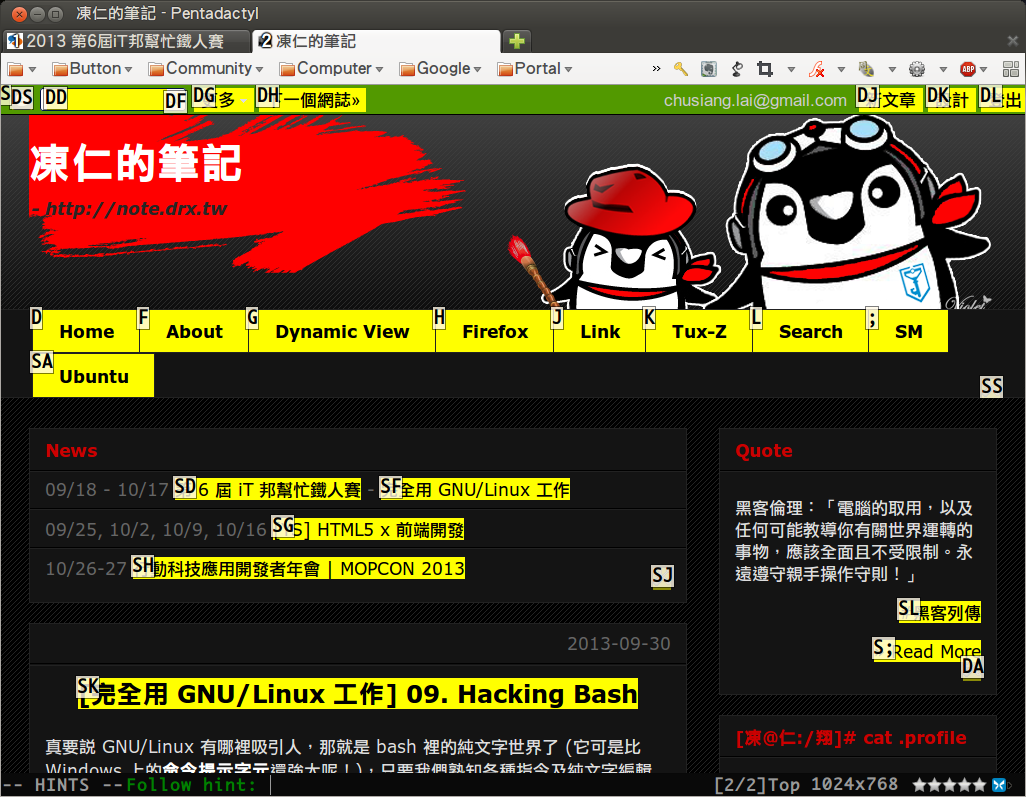 凍仁的筆記 - Pentadactyl
1 2013 第6屆iT邦幫忙鐵人賽 2 凍仁的筆記
Button Community Computer Google Portal » ABP
S DS DD DF DG 更多 DH 下一個網誌» chusiang.lai@gmail.com DJ 文章 DK 計 DL 出
凍仁的筆記
- http://note.drx.tw
Violet
D Home F About G Dynamic View H Firefox J Link K Tux-Z L Search ; SM
SA Ubuntu
SS
News
09/18 - 10/17 SD 6 屆 iT 邦幫忙鐵人賽 - SF 全用 GNU/Linux 工作
09/25, 10/2, 10/9, 10/16 SG S] HTML5 x 前端開發
10/26-27 SH 動科技應用開發者年會 | MOPCON 2013
SJ
Quote
黑客倫理：「電腦的取用，以及
任何可能教導你有關世界運轉的
事物，應該全面且不受限制。永
遠遵守親手操作守則！」
SL 黑客列傳
S; Read More
DA
2013-09-30
SK [完全用 GNU/Linux 工作] 09. Hacking Bash
真要說 GNU/Linux 有哪裡吸引人，那就是 bash 裡的純文字世界了 (它可是比
Windows 上的命令提示字元還強大呢！)，只要我們熟知各種指令及純文字編輯
[凍@仁:/翔]# cat .profile
-- HINTS --Follow hint: [2/2]Top 1024x768